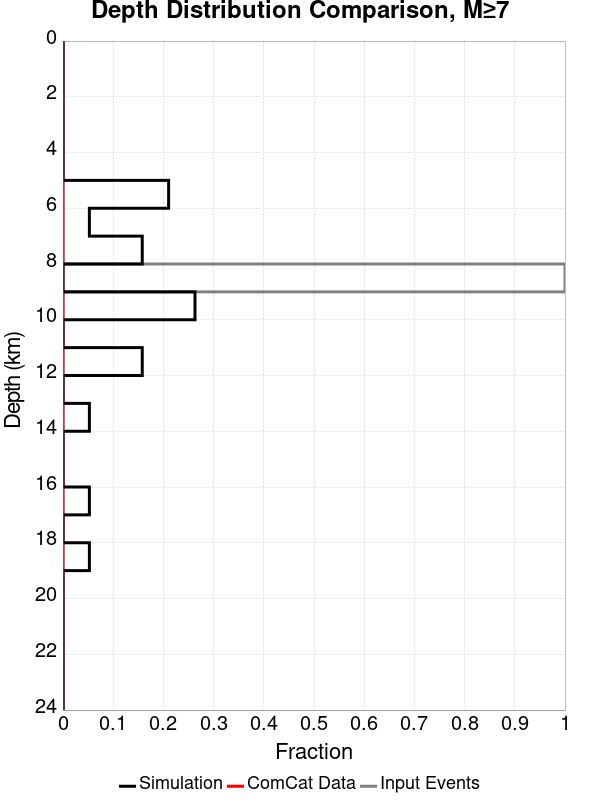 Depth Distribution Comparison, M≥7
0
2
4
6
8
10
12
14
16
18
20
22
24
Depth (km)
0 0.1 0.2 0.3 0.4 0.5 0.6 0.7 0.8 0.9 1
Fraction
Simulation ComCat Data Input Events